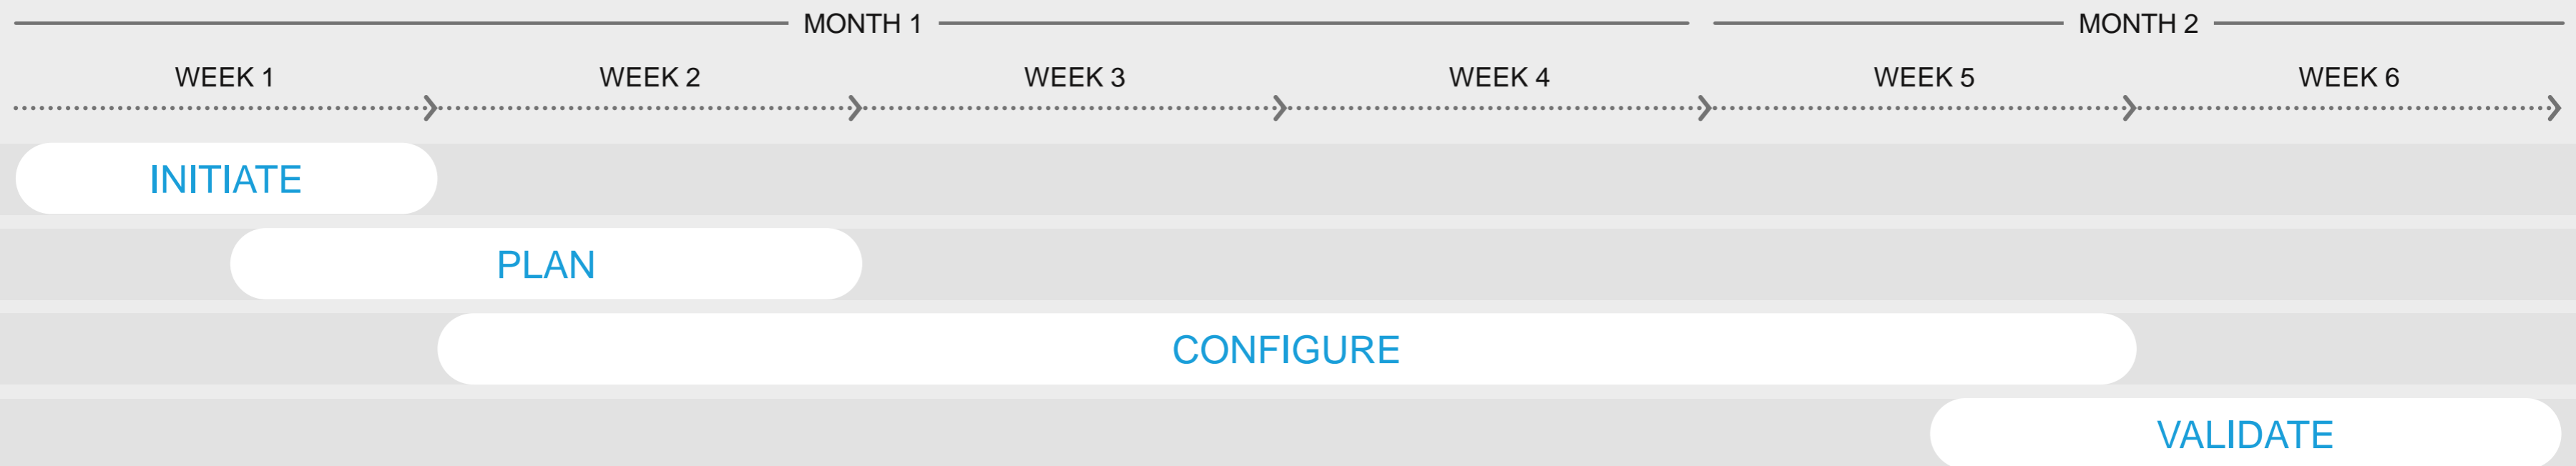 MONTH 1 MONTH 2
WEEK 1 WEEK 2 WEEK 3 WEEK 4 WEEK 5 WEEK 6
INITIATE
PLAN
CONFIGURE
VALIDATE